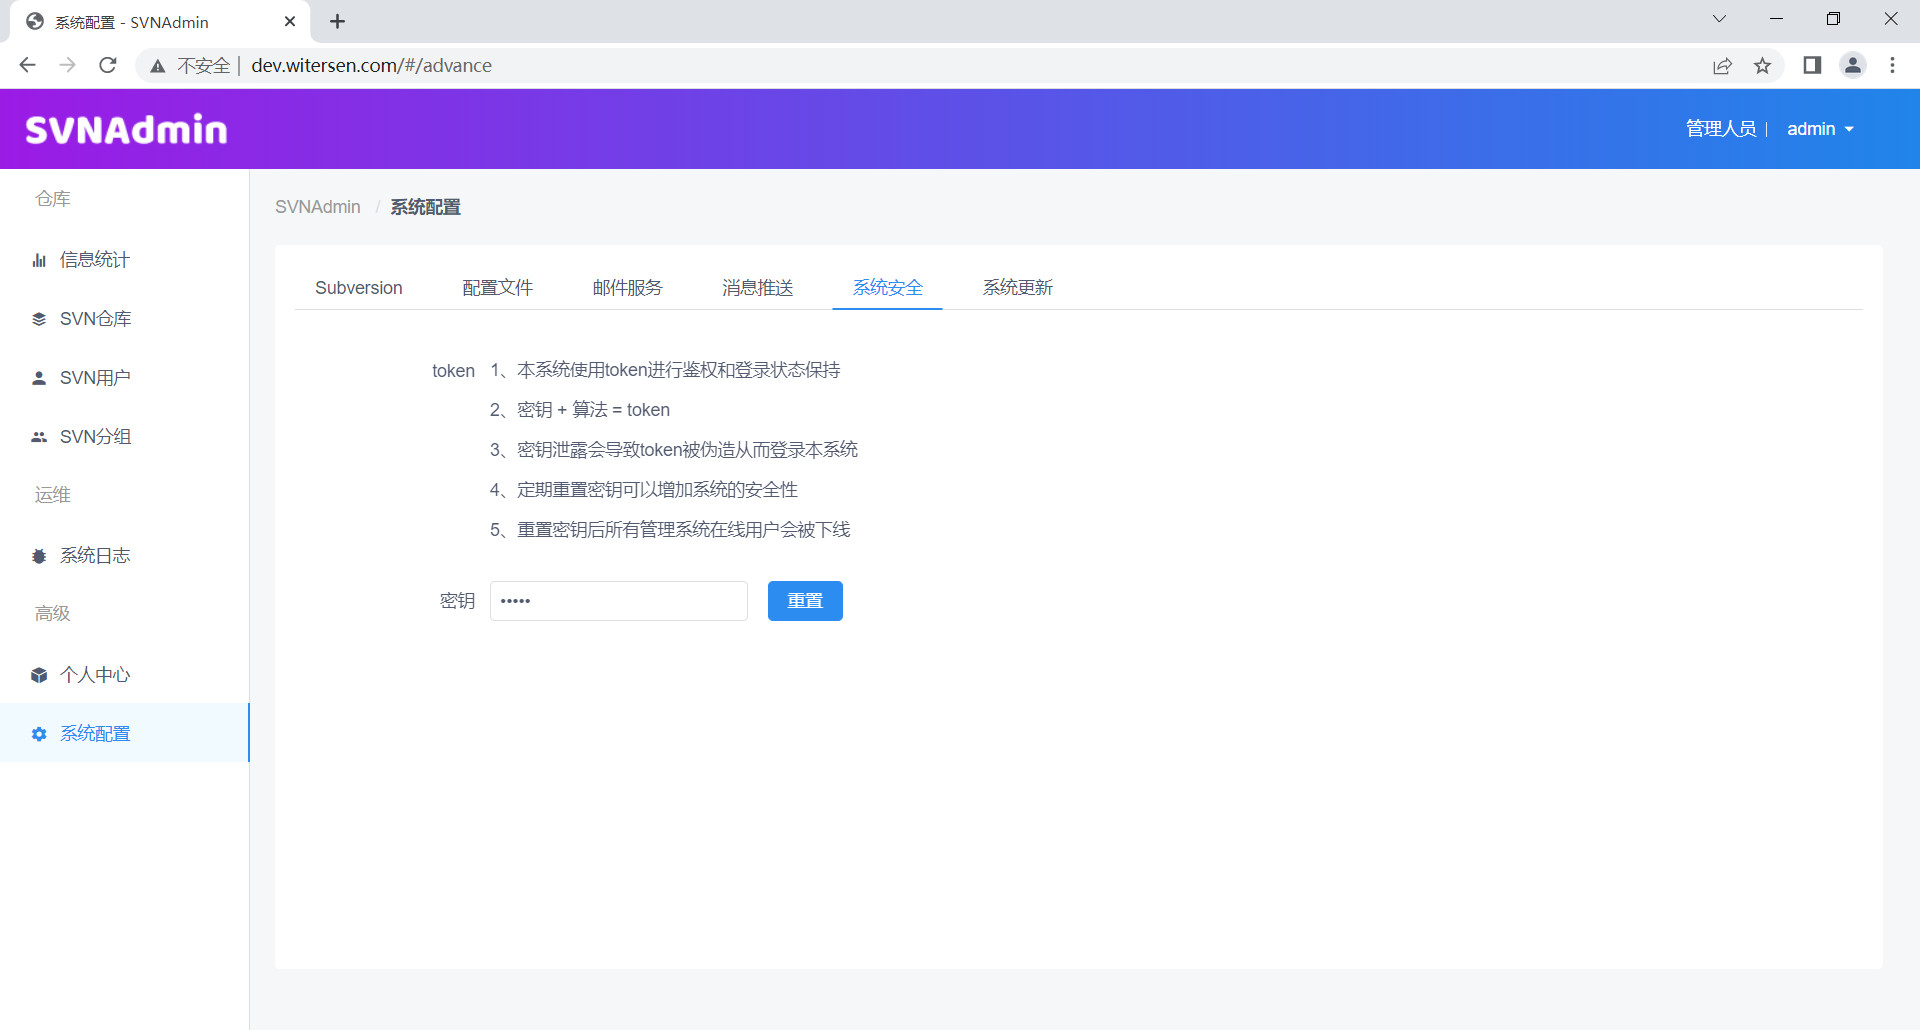 系统配置 - SVNAdmin
不安全 | dev.witersen.com/#/advance
SVNAdmin
管理人员 | admin
仓库
信息统计
SVN仓库
SVN用户
SVN分组
运维
系统日志
高级
个人中心
系统配置
SVNAdmin / 系统配置
Subversion 配置文件 邮件服务 消息推送 系统安全 系统更新
token 1、本系统使用token进行鉴权和登录状态保持
2、密钥 + 算法 = token
3、密钥泄露会导致token被伪造从而登录本系统
4、定期重置密钥可以增加系统的安全性
5、重置密钥后所有管理系统在线用户会被下线
密钥 ••••• 重置